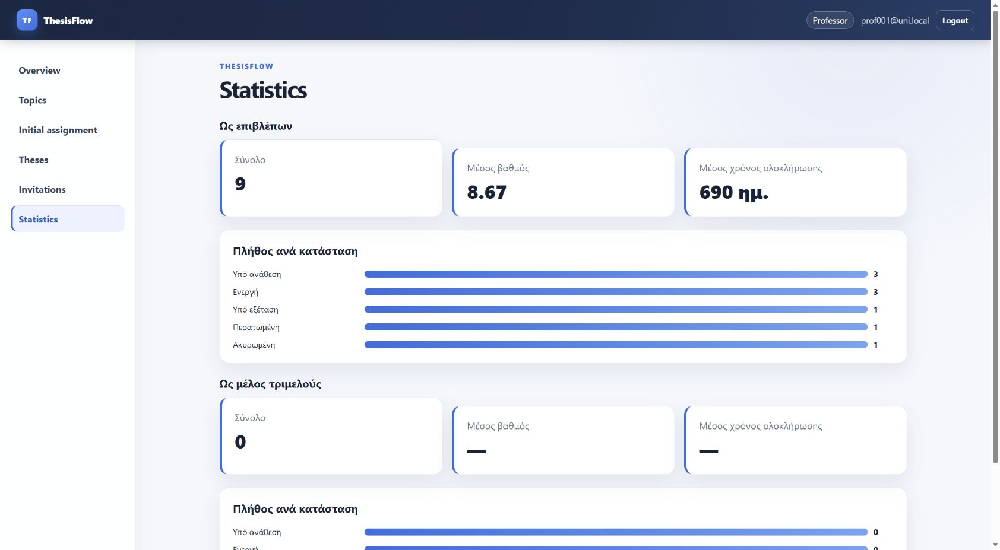 TF ThesisFlow
Professor prof001@uni.local Logout
Overview
Topics
Initial assignment
Theses
Invitations
Statistics
THESISFLOW
Statistics
Ως επιβλέπων
Σύνολο
9
Μέσος βαθμός
8.67
Μέσος χρόνος ολοκλήρωσης
690 ημ.
Πλήθος ανά κατάσταση
Υπό ανάθεση 3
Ενεργή 3
Υπό εξέταση 1
Περατωμένη 1
Ακυρωμένη 1
Ως μέλος τριμελούς
Σύνολο
0
Μέσος βαθμός
—
Μέσος χρόνος ολοκλήρωσης
—
Πλήθος ανά κατάσταση
Υπό ανάθεση 0
Ενεργή 0